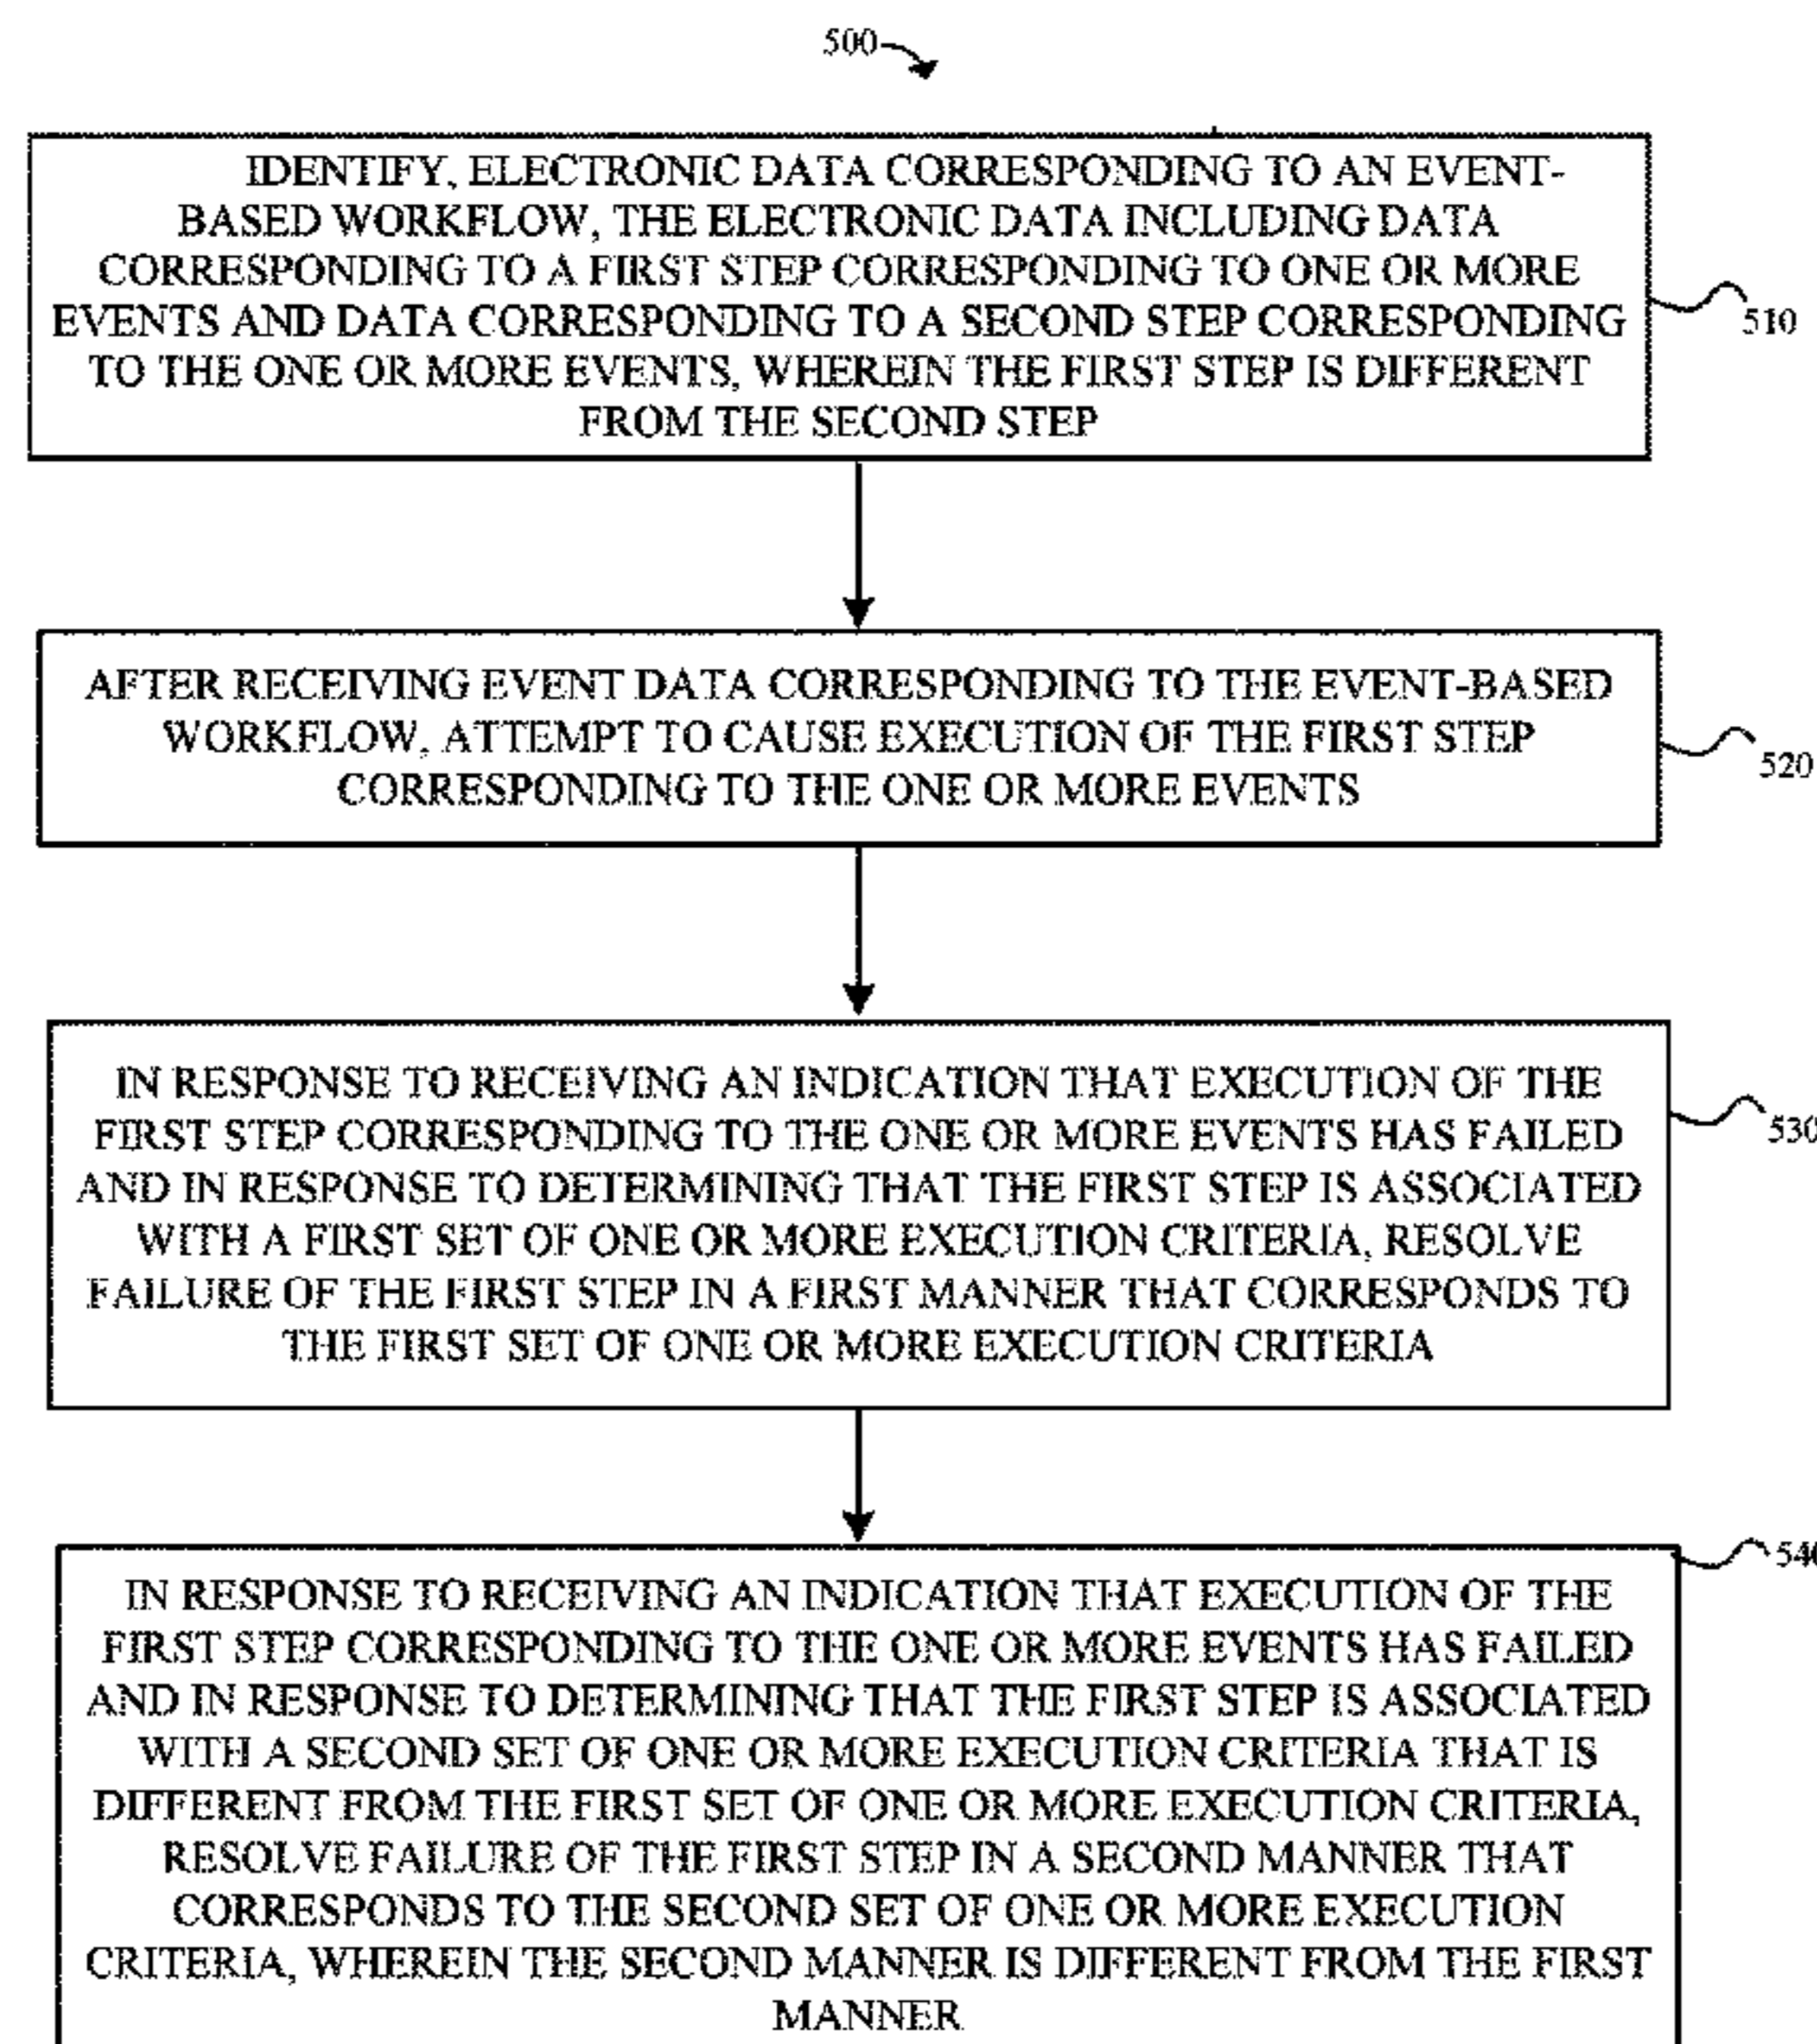 500
IDENTIFY, ELECTRONIC DATA CORRESPONDING TO AN EVENT-
BASED WORKFLOW, THE ELECTRONIC DATA INCLUDING DATA
CORRESPONDING TO A FIRST STEP CORRESPONDING TO ONE OR MORE
EVENTS AND DATA CORRESPONDING TO A SECOND STEP CORRESPONDING
TO THE ONE OR MORE EVENTS, WHEREIN THE FIRST STEP IS DIFFERENT
FROM THE SECOND STEP
510
AFTER RECEIVING EVENT DATA CORRESPONDING TO THE EVENT-BASED
WORKFLOW, ATTEMPT TO CAUSE EXECUTION OF THE FIRST STEP
CORRESPONDING TO THE ONE OR MORE EVENTS
520
IN RESPONSE TO RECEIVING AN INDICATION THAT EXECUTION OF THE
FIRST STEP CORRESPONDING TO THE ONE OR MORE EVENTS HAS FAILED
AND IN RESPONSE TO DETERMINING THAT THE FIRST STEP IS ASSOCIATED
WITH A FIRST SET OF ONE OR MORE EXECUTION CRITERIA, RESOLVE
FAILURE OF THE FIRST STEP IN A FIRST MANNER THAT CORRESPONDS TO
THE FIRST SET OF ONE OR MORE EXECUTION CRITERIA
530
IN RESPONSE TO RECEIVING AN INDICATION THAT EXECUTION OF THE
FIRST STEP CORRESPONDING TO THE ONE OR MORE EVENTS HAS FAILED
AND IN RESPONSE TO DETERMINING THAT THE FIRST STEP IS ASSOCIATED
WITH A SECOND SET OF ONE OR MORE EXECUTION CRITERIA THAT IS
DIFFERENT FROM THE FIRST SET OF ONE OR MORE EXECUTION CRITERIA,
RESOLVE FAILURE OF THE FIRST STEP IN A SECOND MANNER THAT
CORRESPONDS TO THE SECOND SET OF ONE OR MORE EXECUTION
CRITERIA, WHEREIN THE SECOND MANNER IS DIFFERENT FROM THE FIRST
MANNER
540